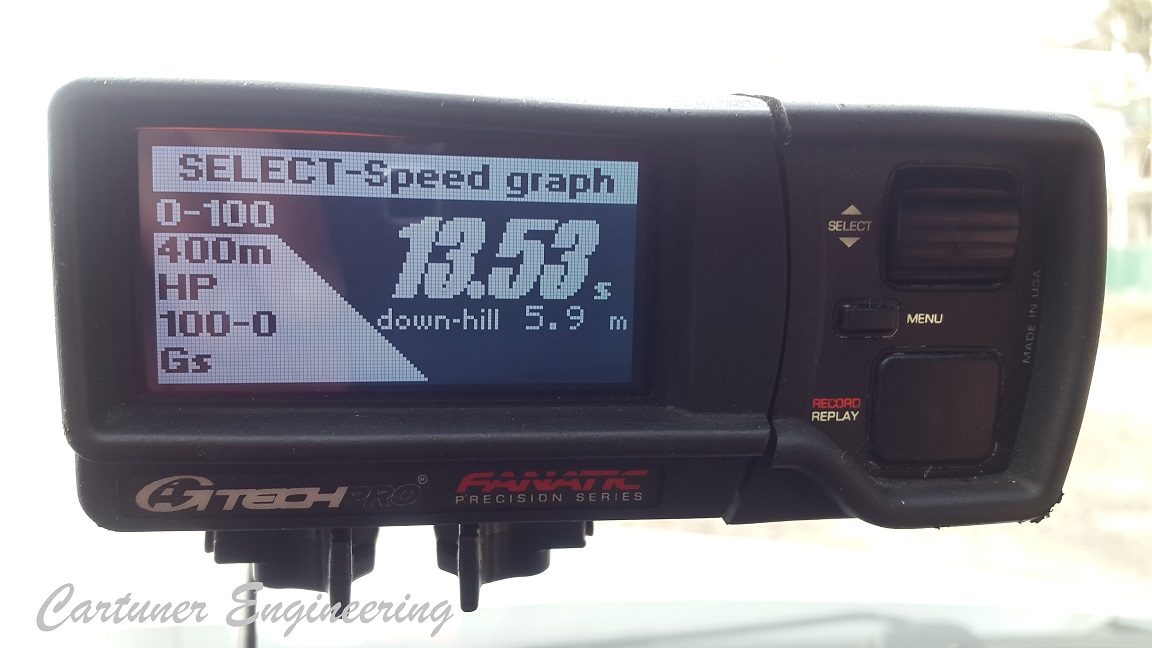 SELECT-Speed graph
0-100
400m
HP
100-0
Gs
13.53 s
down-hill 5.9 m
SELECT
MENU
RECORD
REPLAY
MADE IN USA
GTECHPRO®
FANATIC
PRECISION SERIES
Cartuner Engineering